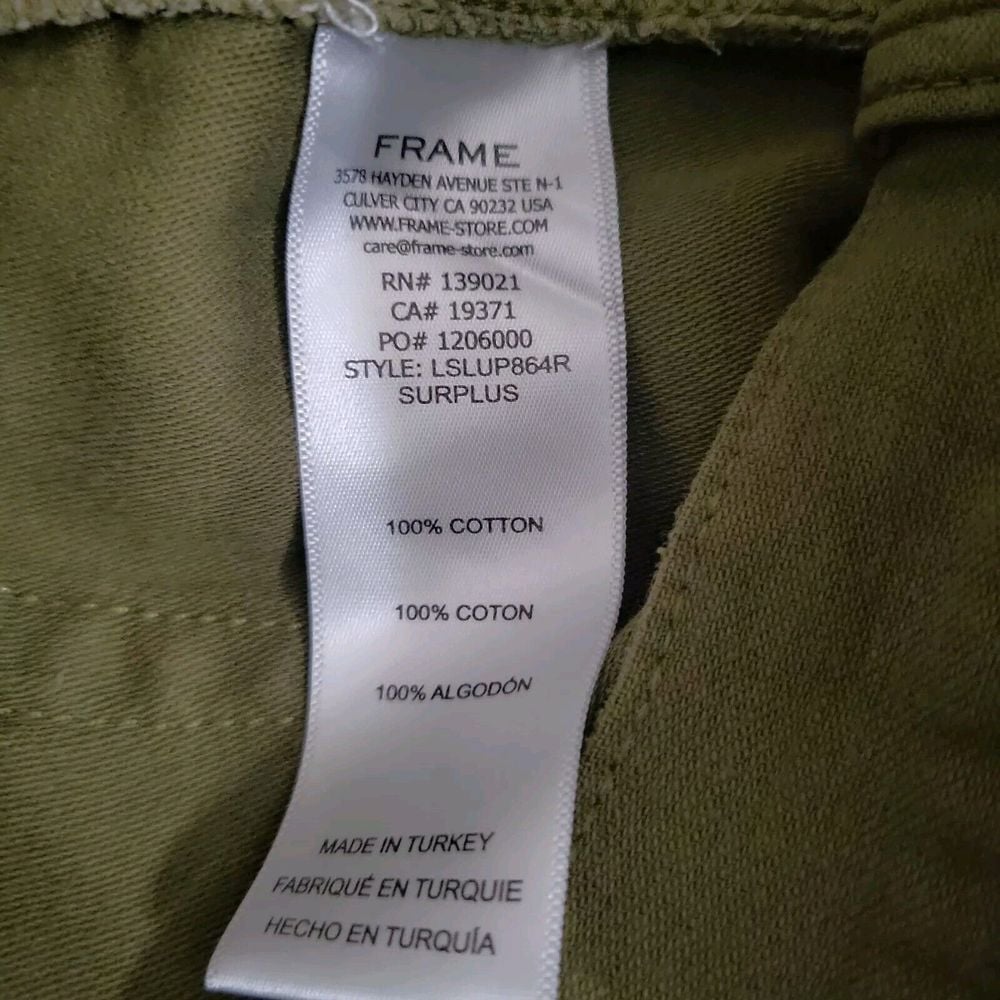 FRAME
3578 HAYDEN AVENUE STE N-1
CULVER CITY CA 90232 USA
WWW.FRAME-STORE.COM
care@frame-store.com
RN# 139021
CA# 19371
PO# 1206000
STYLE: LSLUP864R
SURPLUS
100% COTTON
100% COTON
100% ALGODÓN
MADE IN TURKEY
FABRIQUÉ EN TURQUIE
HECHO EN TURQUÍA